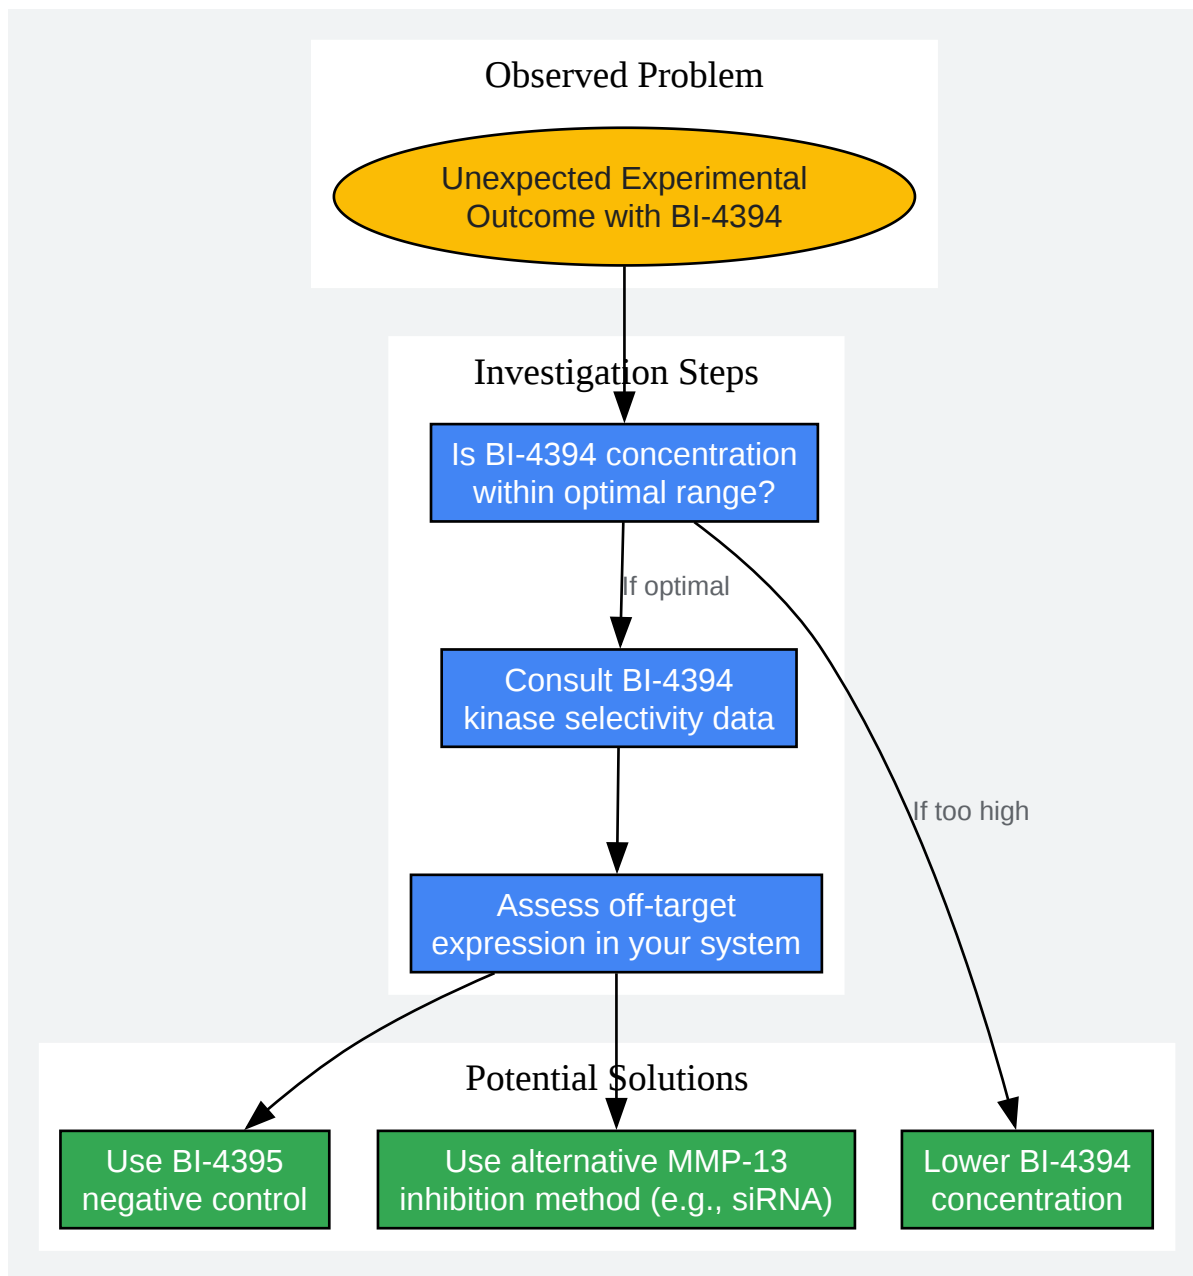 Observed Problem
Unexpected Experimental
Outcome with BI-4394
Investigation Steps
Is BI-4394 concentration
within optimal range?
If optimal
Consult BI-4394
kinase selectivity data
If too high
Assess off-target
expression in your system
Potential Solutions
Use BI-4395
negative control
Use alternative MMP-13
inhibition method (e.g., siRNA)
Lower BI-4394
concentration